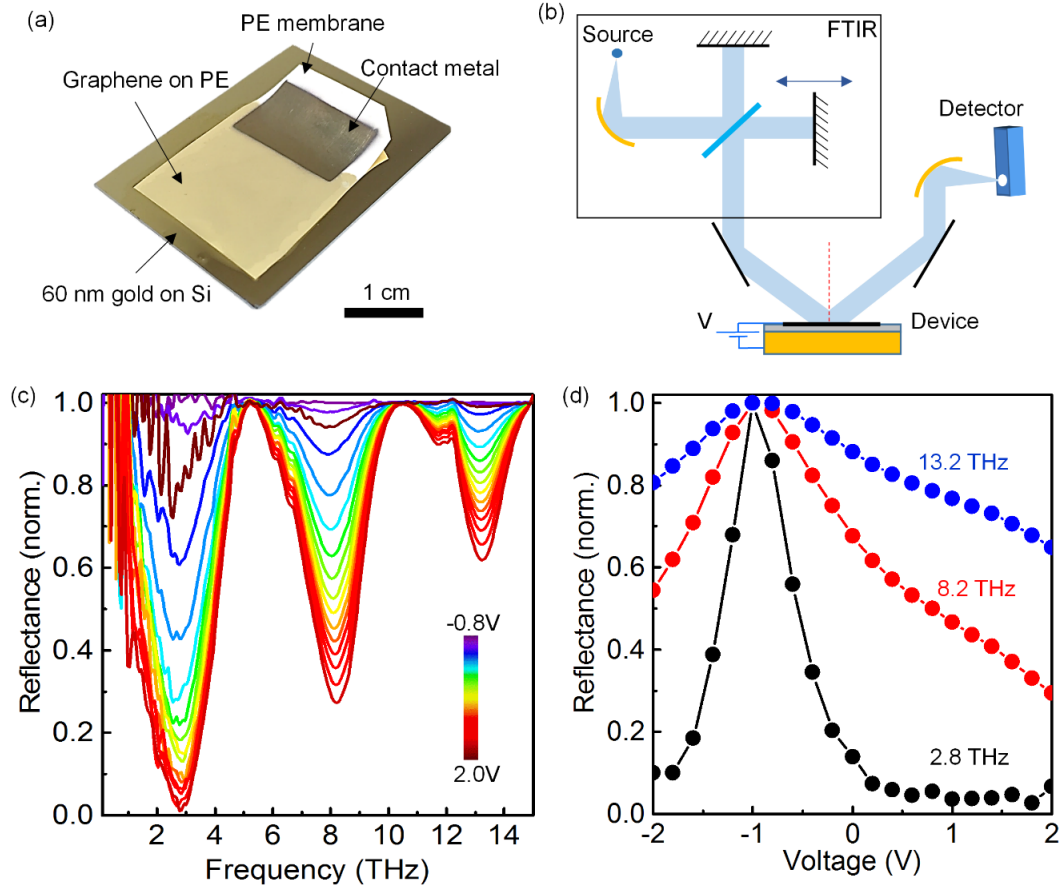 (a)
PE membrane
Graphene on PE
Contact metal
60 nm gold on Si
1 cm
(b)
FTIR
Source
Detector
V
Device
(c)
1.0
0.8
0.6
0.4
0.2
0.0
Reflectance (norm.)
-0.8V
2.0V
2 4 6 8 10 12 14
Frequency (THz)
(d)
1.0
0.8
0.6
0.4
0.2
0.0
Reflectance (norm.)
13.2 THz
8.2 THz
2.8 THz
-2 -1 0 1 2
Voltage (V)